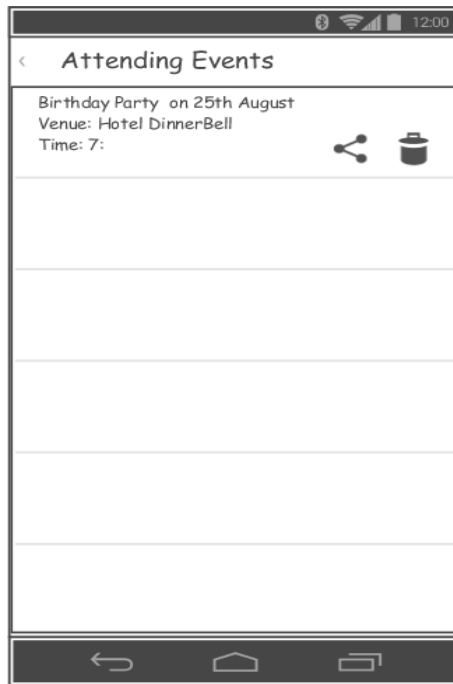 12:00
Attending Events
Birthday Party on 25th August
Venue: Hotel DinnerBell
Time: 7: